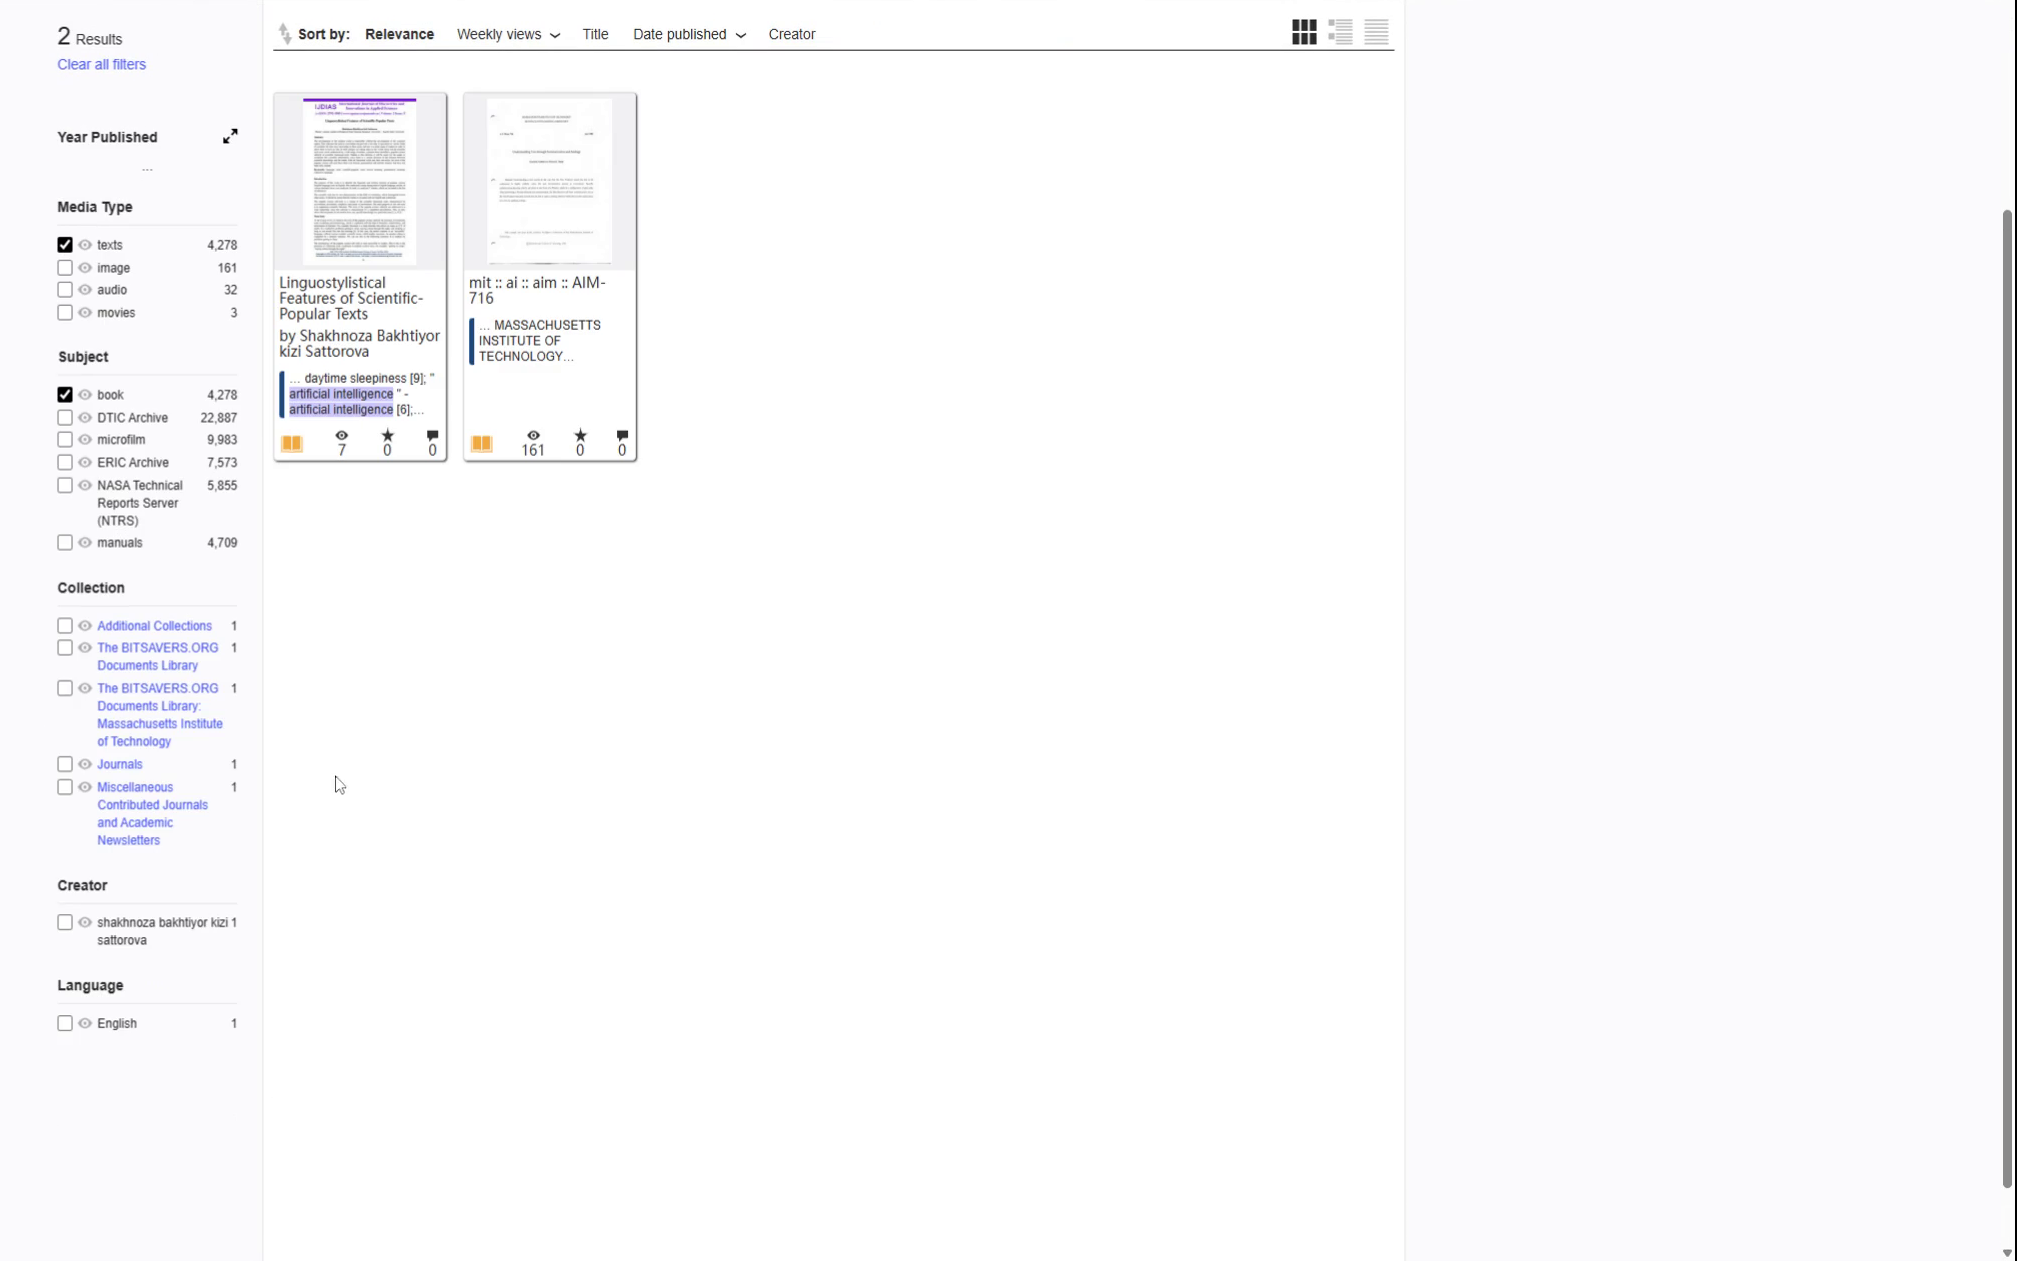 2 Results
Clear all filters
Year Published
...
Media Type
texts 4,278
image 161
audio 32
movies 3
Subject
book 4,278
DTIC Archive 22,887
microfilm 9,983
ERIC Archive 7,573
NASA Technical 5,855
Reports Server
(NTRS)
manuals 4,709
Collection
Additional Collections 1
The BITSAVERS.ORG 1
Documents Library
The BITSAVERS.ORG 1
Documents Library:
Massachusetts Institute
of Technology
Journals 1
Miscellaneous 1
Contributed Journals
and Academic
Newsletters
Creator
shakhnoza bakhtiyor kizi 1
sattorova
Language
English 1
Sort by: Relevance Weekly views Title Date published Creator
IJDIAS
Linguostylistical
Features of Scientific-
Popular Texts
by Shakhnoza Bakhtiyor
kizi Sattorova
... daytime sleepiness [9]; "
artificial intelligence " -
artificial intelligence [6];...
7 0 0
mit :: ai :: aim :: AIM-
716
... MASSACHUSETTS
INSTITUTE OF
TECHNOLOGY...
161 0 0